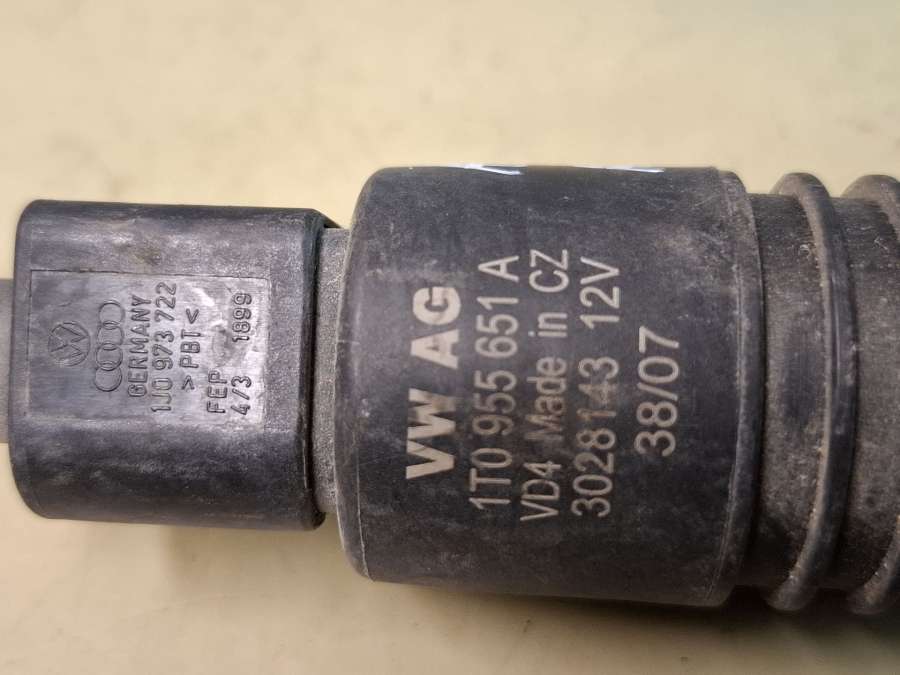 GERMANY
1J0 973 722
>PBT<
FEP 1899
4/3
VW AG
1T0 955 651 A
VD4 Made in CZ
3028143 12V
38/07